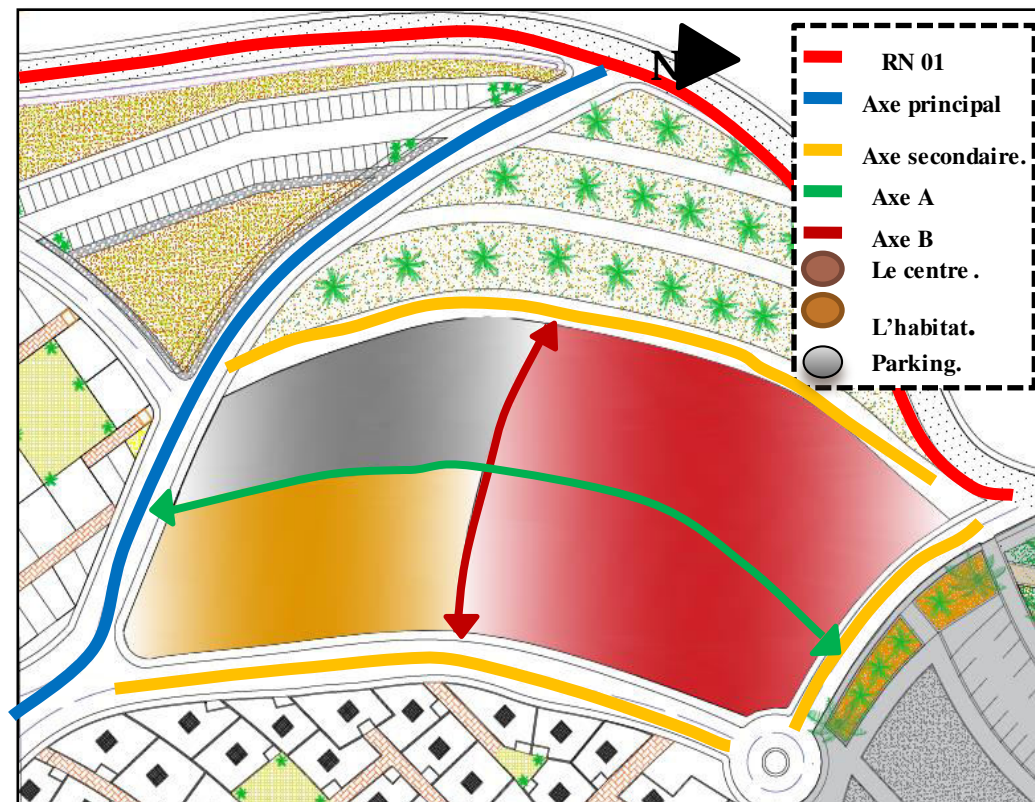 N
RN 01
Axe principal
Axe secondaire.
Axe A
Axe B
Le centre .
L’habitat.
Parking.